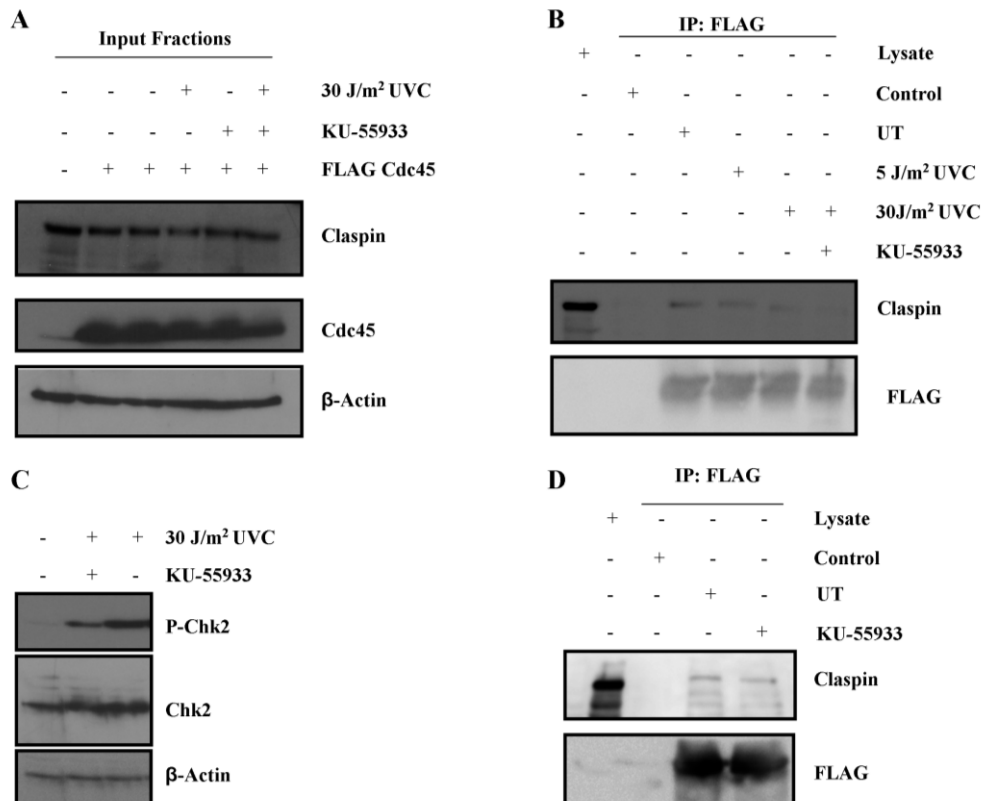 A
Input Fractions
- - - + - + 30 J/m² UVC
- - - - + + KU-55933
- + + + + + FLAG Cdc45
Claspin
Cdc45
β-Actin
B
IP: FLAG
+ - - - - - Lysate
- + - - - - Control
- - + - - - UT
- - - + - - 5 J/m² UVC
- - - - + + 30J/m² UVC
- - - - - + KU-55933
Claspin
FLAG
C
- + + 30 J/m² UVC
- + - KU-55933
P-Chk2
Chk2
β-Actin
D
IP: FLAG
+ - - - Lysate
- + - - Control
- - + - UT
- - - + KU-55933
Claspin
FLAG